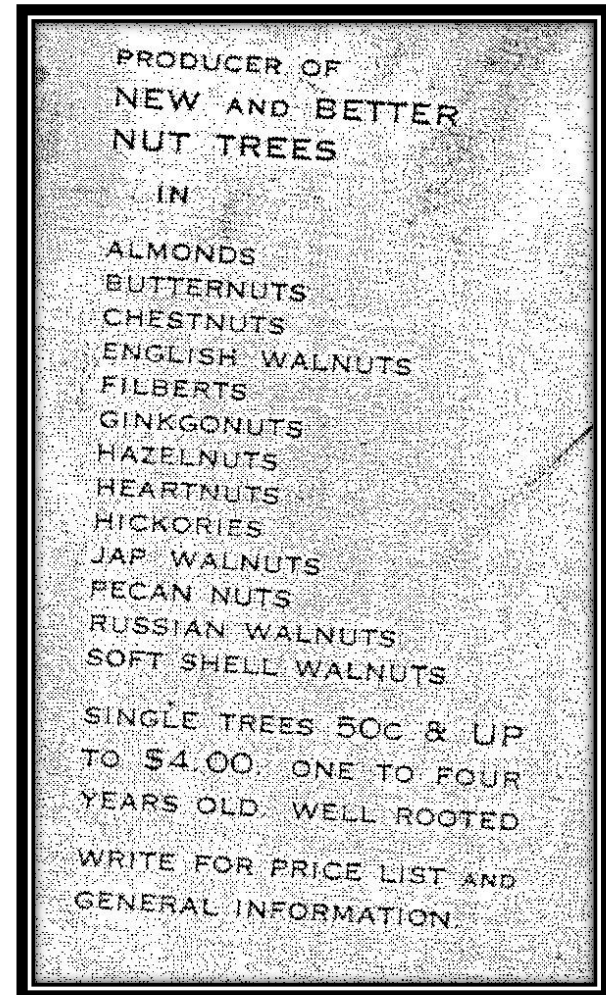 PRODUCER OF
NEW AND BETTER
NUT TREES
IN
ALMONDS
BUTTERNUTS
CHESTNUTS
ENGLISH WALNUTS
FILBERTS
GINKGONUTS
HAZELNUTS
HEARTNUTS
HICKORIES
JAP WALNUTS
PECAN NUTS
RUSSIAN WALNUTS
SOFT SHELL WALNUTS
SINGLE TREES 50c & UP
TO $4.00. ONE TO FOUR
YEARS OLD. WELL ROOTED
WRITE FOR PRICE LIST AND
GENERAL INFORMATION.